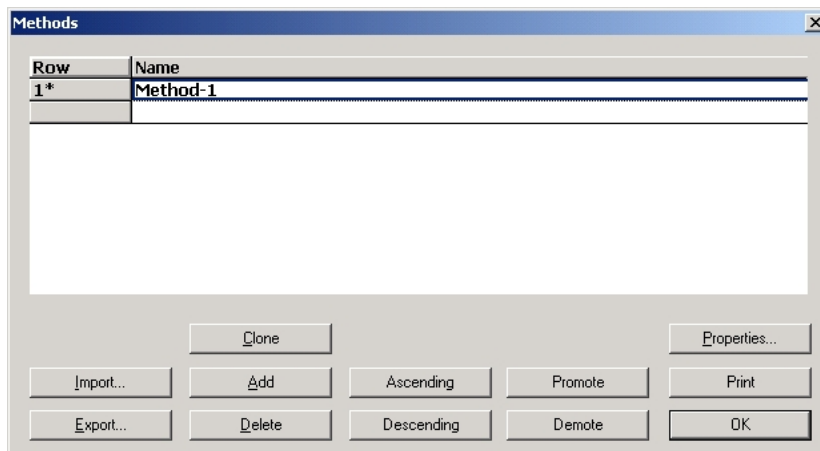 Methods
Row Name
1* Method-1
Clone Properties...
Import... Add Ascending Promote Print
Export... Delete Descending Demote OK